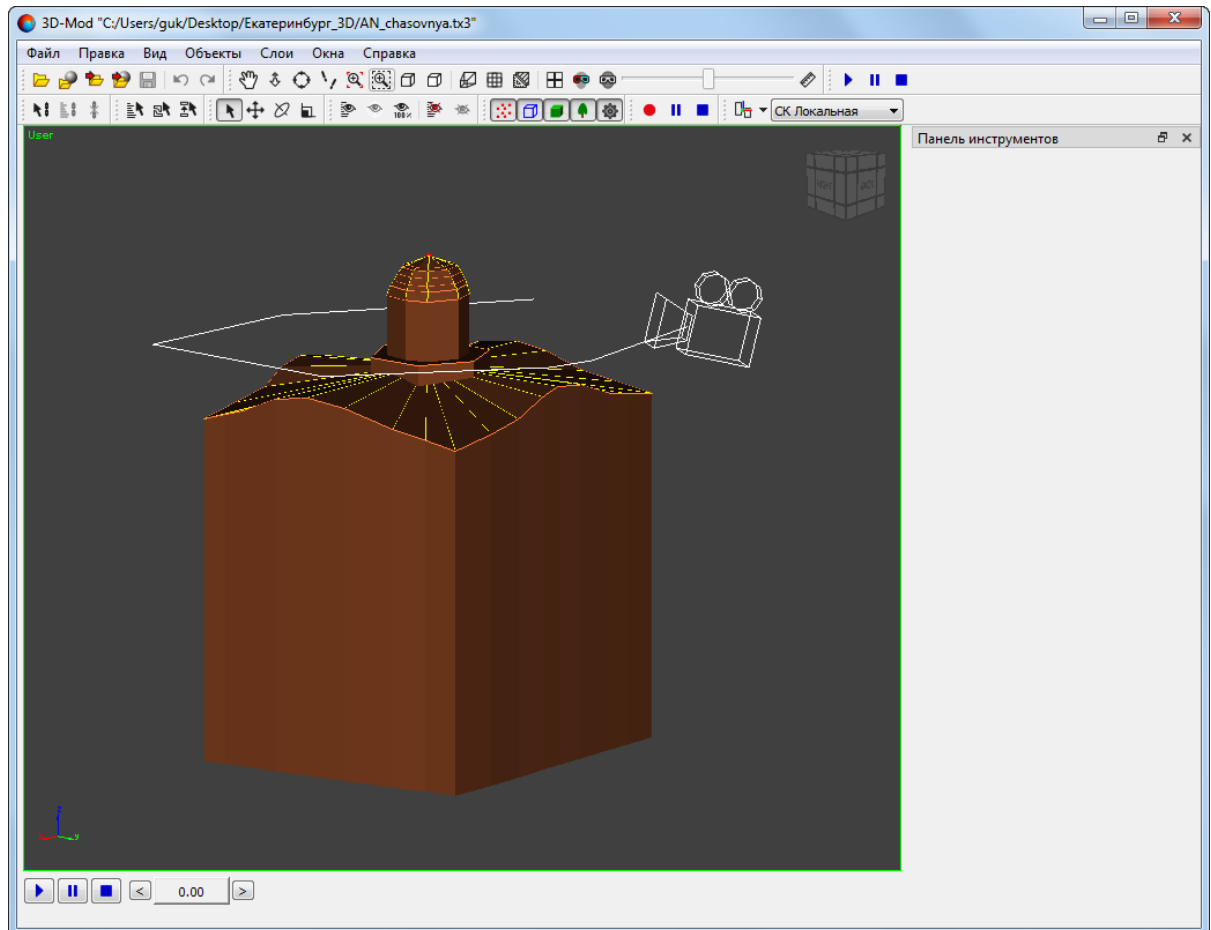 3D-Mod "C:/Users/guk/Desktop/Екатеринбург_3D/AN_chasovnya.tx3"
Файл Правка Вид Объекты Слои Окна Справка
100%
СК Локальная
User
Панель инструментов
z
y
< 0.00 >